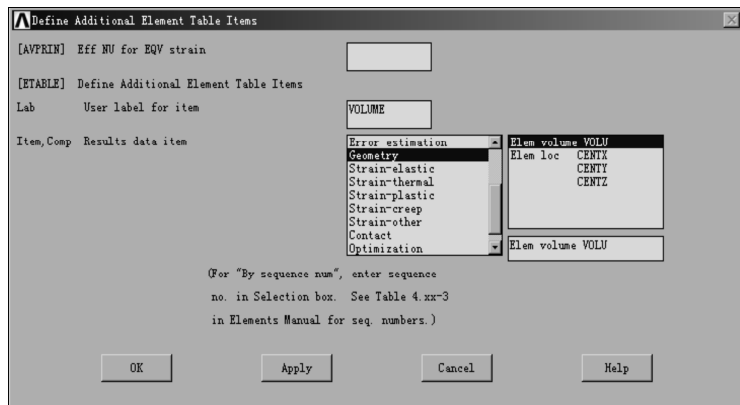 Define Additional Element Table Items
[AVPRIN] Eff NU for EQV strain
[ETABLE] Define Additional Element Table Items
Lab User label for item VOLUME
Item,Comp Results data item
Error estimation
Geometry
Strain-elastic
Strain-thermal
Strain-plastic
Strain-creep
Strain-other
Contact
Optimization
Elem volume VOLU
Elem loc CENTX
CENTY
CENTZ
Elem volume VOLU
(For "By sequence num", enter sequence
no. in Selection box. See Table 4.xx-3
in Elements Manual for seq. numbers.)
OK Apply Cancel Help